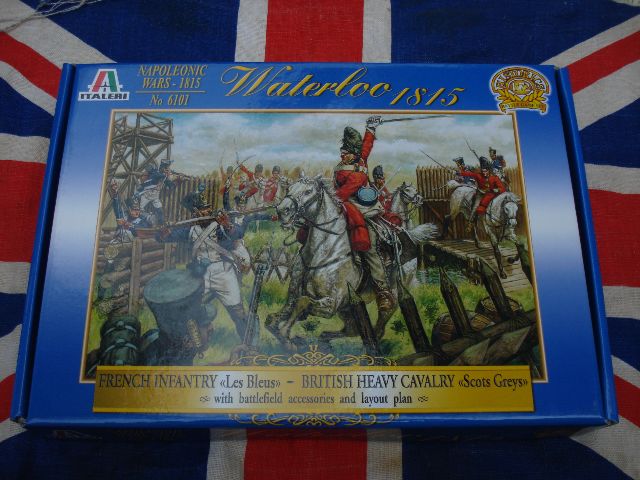 ITALERI
NAPOLEONIC
WARS - 1815
No 6101
Waterloo 1815
FRENCH INFANTRY «Les Bleus» - BRITISH HEAVY CAVALRY «Scots Greys»
with battlefield accessories and layout plan